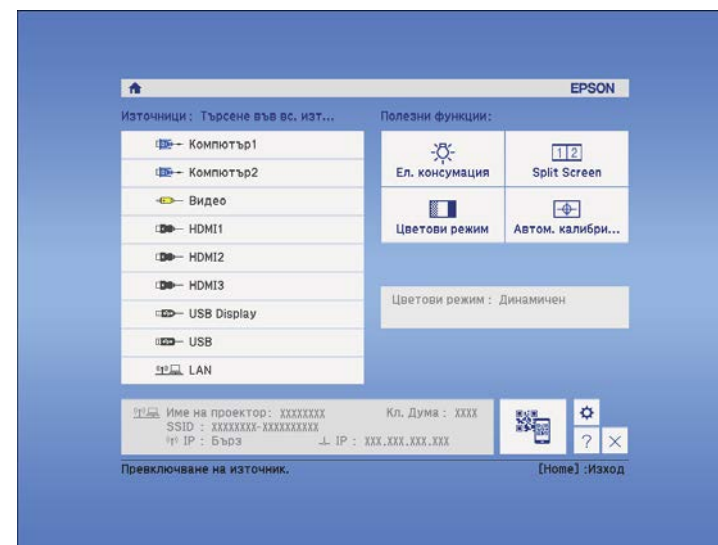 EPSON
Източници: Търсене във вс. изт...
Полезни функции:
Компютър1
Компютър2
Видео
HDMI1
HDMI2
HDMI3
USB Display
USB
LAN
Ел. консумация
1 2
Split Screen
Цветови режим
Автом. калибри...
Цветови режим : Динамичен
Име на проектор: XXXXXXXX
Кл. Дума : XXXX
SSID : XXXXXXXX-XXXXXXXXXX
IP : Бърз
IP : XXX.XXX.XXX.XXX
?
Превключване на източник.
[Home] :Изход